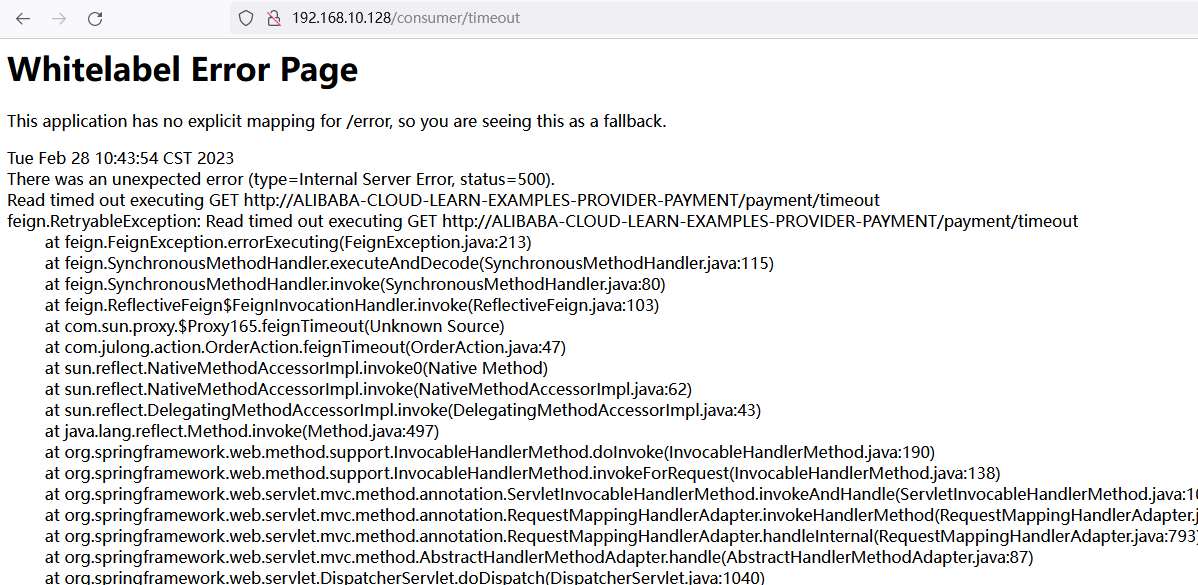 192.168.10.128/consumer/timeout
Whitelabel Error Page
This application has no explicit mapping for /error, so you are seeing this as a fallback.
Tue Feb 28 10:43:54 CST 2023
There was an unexpected error (type=Internal Server Error, status=500).
Read timed out executing GET http://ALIBABA-CLOUD-LEARN-EXAMPLES-PROVIDER-PAYMENT/payment/timeout
feign.RetryableException: Read timed out executing GET http://ALIBABA-CLOUD-LEARN-EXAMPLES-PROVIDER-PAYMENT/payment/timeout
at feign.FeignException.errorExecuting(FeignException.java:213)
at feign.SynchronousMethodHandler.executeAndDecode(SynchronousMethodHandler.java:115)
at feign.SynchronousMethodHandler.invoke(SynchronousMethodHandler.java:80)
at feign.ReflectiveFeign$FeignInvocationHandler.invoke(ReflectiveFeign.java:103)
at com.sun.proxy.$Proxy165.feignTimeout(Unknown Source)
at com.julong.action.OrderAction.feignTimeout(OrderAction.java:47)
at sun.reflect.NativeMethodAccessorImpl.invoke0(Native Method)
at sun.reflect.NativeMethodAccessorImpl.invoke(NativeMethodAccessorImpl.java:62)
at sun.reflect.DelegatingMethodAccessorImpl.invoke(DelegatingMethodAccessorImpl.java:43)
at java.lang.reflect.Method.invoke(Method.java:497)
at org.springframework.web.method.support.InvocableHandlerMethod.doInvoke(InvocableHandlerMethod.java:190)
at org.springframework.web.method.support.InvocableHandlerMethod.invokeForRequest(InvocableHandlerMethod.java:138)
at org.springframework.web.servlet.mvc.method.annotation.ServletInvocableHandlerMethod.invokeAndHandle(ServletInvocableHandlerMethod.java:10
at org.springframework.web.servlet.mvc.method.annotation.RequestMappingHandlerAdapter.invokeHandlerMethod(RequestMappingHandlerAdapter.j
at org.springframework.web.servlet.mvc.method.annotation.RequestMappingHandlerAdapter.handleInternal(RequestMappingHandlerAdapter.java:793)
at org.springframework.web.servlet.mvc.method.AbstractHandlerMethodAdapter.handle(AbstractHandlerMethodAdapter.java:87)
at org.springframework.web.servlet.DispatcherServlet.doDispatch(DispatcherServlet.java:1040)